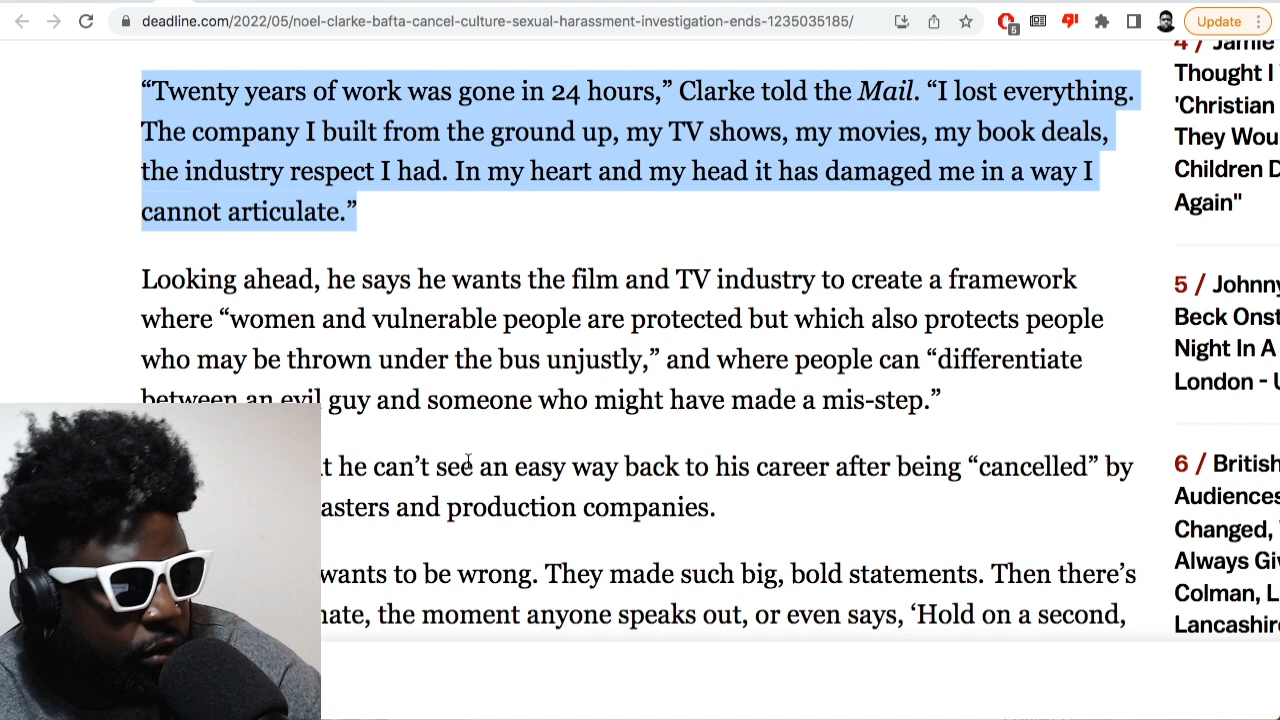 deadline.com/2022/05/noel-clarke-bafta-cancel-culture-sexual-harassment-investigation-ends-1235035185/
5
Update
“Twenty years of work was gone in 24 hours,” Clarke told the Mail. “I lost everything.
The company I built from the ground up, my TV shows, my movies, my book deals,
the industry respect I had. In my heart and my head it has damaged me in a way I
cannot articulate.”
Looking ahead, he says he wants the film and TV industry to create a framework
where “women and vulnerable people are protected but which also protects people
who may be thrown under the bus unjustly,” and where people can “differentiate
between an evil guy and someone who might have made a mis-step.”
he can’t see an easy way back to his career after being “cancelled” by
asters and production companies.
wants to be wrong. They made such big, bold statements. Then there’s
nate, the moment anyone speaks out, or even says, ‘Hold on a second,
4 / Jamie
Thought I
'Christian
They Wou
Children D
Again"
5 / Johnny
Beck Onst
Night In A
London - U
6 / British
Audiences
Changed,
Always Gi
Colman, L
Lancashire